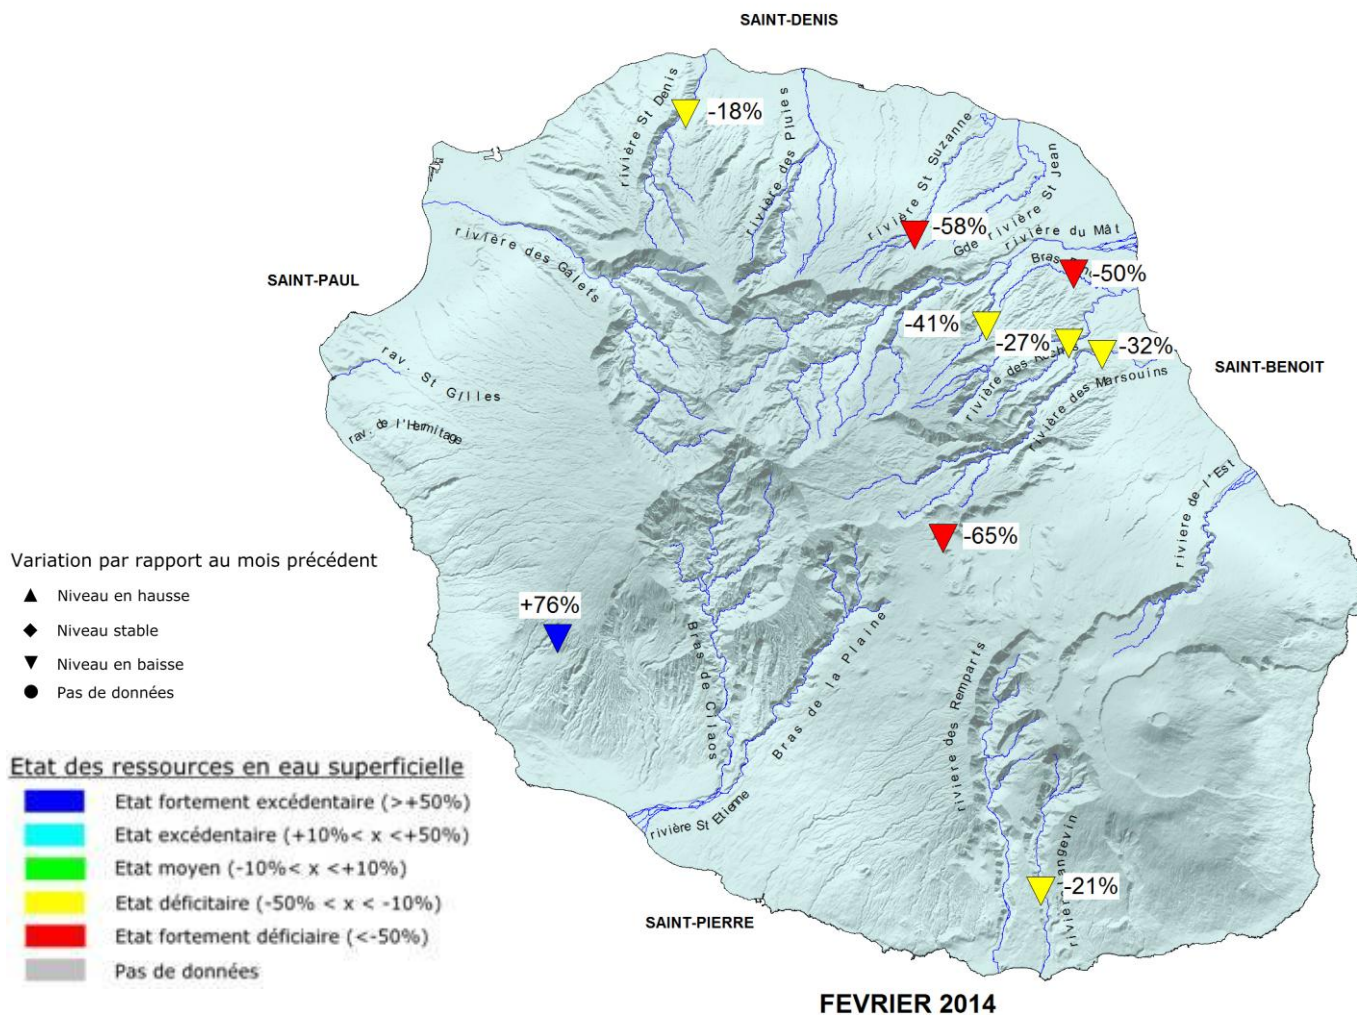 SAINT-DENIS
rivière St Denis
-18%
rivière des Pluies
rivière St Suzanne
-58%
Gde rivière St Jean
rivière du Mât
Bras
-50%
rivière des Galets
SAINT-PAUL
-41%
-27%
-32%
rivière des
rivière des Marsouins
SAINT-BENOIT
rav. St Gilles
rav. de l'Hermitage
rivière de l'Est
-65%
Variation par rapport au mois précédent
Niveau en hausse
Niveau stable
Niveau en baisse
Pas de données
+76%
Bras de Cilaos
Bras de la Plaine
rivière des Remparts
Etat des ressources en eau superficielle
Etat fortement excédentaire (>+50%)
Etat excédentaire (+10%< x <+50%)
Etat moyen (-10%< x <+10%)
Etat déficitaire (-50% < x < -10%)
Etat fortement déficiaire (<-50%)
Pas de données
rivière St Etienne
-21%
SAINT-PIERRE
FEVRIER 2014